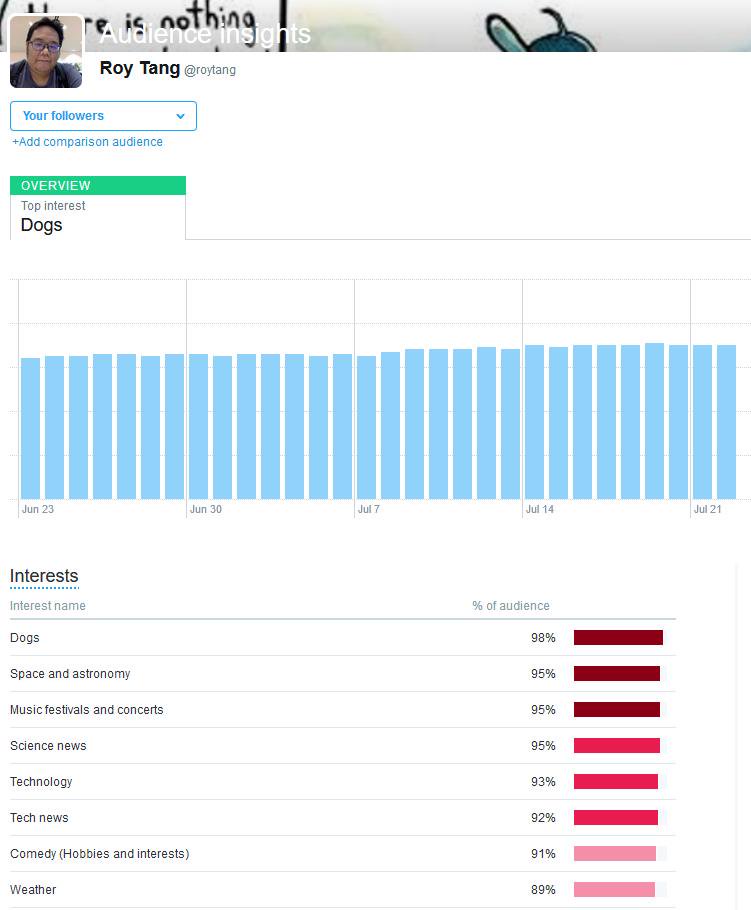 re is nothing
Audience insights
Roy Tang @roytang
Your followers
+Add comparison audience
OVERVIEW
Top interest
Dogs
Jun 23 Jun 30 Jul 7 Jul 14 Jul 21
Interests
Interest name % of audience
Dogs 98%
Space and astronomy 95%
Music festivals and concerts 95%
Science news 95%
Technology 93%
Tech news 92%
Comedy (Hobbies and interests) 91%
Weather 89%